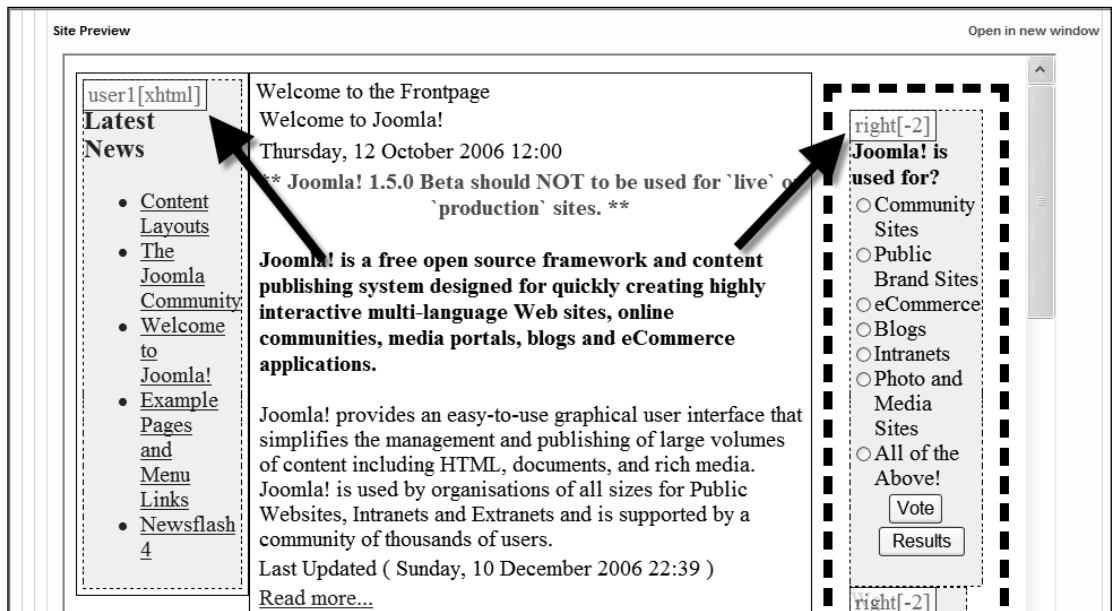 Site Preview
Open in new window
user1[xhtml]
Latest
News
Content
Layouts
The
Joomla
Community
Welcome
to
Joomla!
Example
Pages
and
Menu
Links
Newsflash
4
Welcome to the Frontpage
Welcome to Joomla!
Thursday, 12 October 2006 12:00
** Joomla! 1.5.0 Beta should NOT to be used for `live` or
`production` sites. **
Joomla! is a free open source framework and content
publishing system designed for quickly creating highly
interactive multi-language Web sites, online
communities, media portals, blogs and eCommerce
applications.
Joomla! provides an easy-to-use graphical user interface that
simplifies the management and publishing of large volumes
of content including HTML, documents, and rich media.
Joomla! is used by organisations of all sizes for Public
Websites, Intranets and Extranets and is supported by a
community of thousands of users.
Last Updated ( Sunday, 10 December 2006 22:39 )
Read more...
right[-2]
Joomla! is
used for?
Community
Sites
Public
Brand Sites
eCommerce
Blogs
Intranets
Photo and
Media
Sites
All of the
Above!
Vote
Results
right[-2]